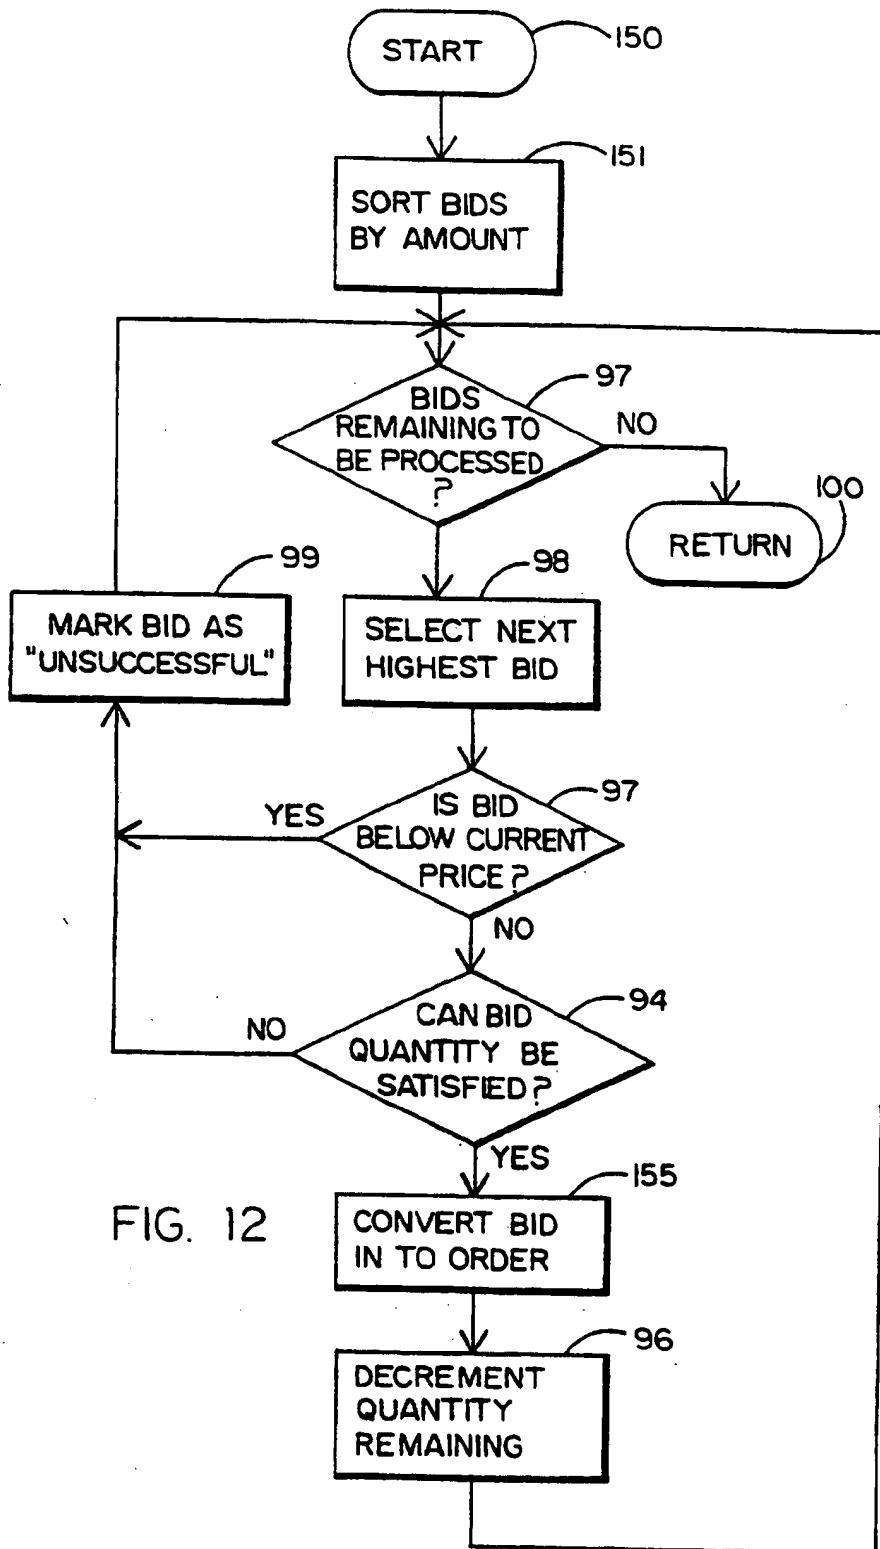 START
150
151
SORT BIDS
BY AMOUNT
97
BIDS
REMAINING TO
BE PROCESSED
?
NO
100
RETURN
99
MARK BID AS
"UNSUCCESSFUL"
98
SELECT NEXT
HIGHEST BID
97
YES
IS BID
BELOW CURRENT
PRICE?
NO
94
NO
CAN BID
QUANTITY BE
SATISFIED?
YES
155
FIG. 12
CONVERT BID
IN TO ORDER
96
DECREMENT
QUANTITY
REMAINING